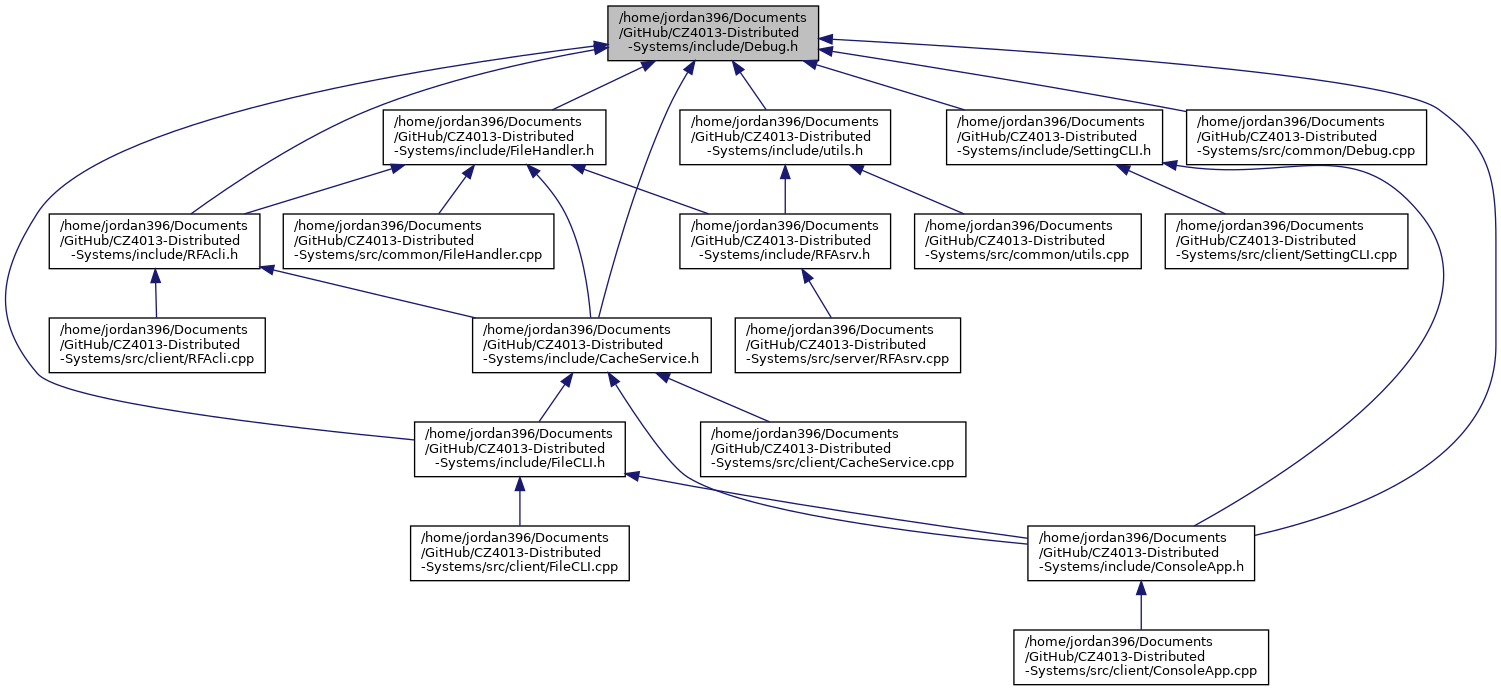 /home/jordan396/Documents
/GitHub/CZ4013-Distributed
-Systems/include/Debug.h
/home/jordan396/Documents
/GitHub/CZ4013-Distributed
-Systems/include/FileHandler.h
/home/jordan396/Documents
/GitHub/CZ4013-Distributed
-Systems/include/utils.h
/home/jordan396/Documents
/GitHub/CZ4013-Distributed
-Systems/include/SettingCLI.h
/home/jordan396/Documents
/GitHub/CZ4013-Distributed
-Systems/src/common/Debug.cpp
/home/jordan396/Documents
/GitHub/CZ4013-Distributed
-Systems/include/RFAcli.h
/home/jordan396/Documents
/GitHub/CZ4013-Distributed
-Systems/src/common/FileHandler.cpp
/home/jordan396/Documents
/GitHub/CZ4013-Distributed
-Systems/include/RFAsrv.h
/home/jordan396/Documents
/GitHub/CZ4013-Distributed
-Systems/src/common/utils.cpp
/home/jordan396/Documents
/GitHub/CZ4013-Distributed
-Systems/src/client/SettingCLI.cpp
/home/jordan396/Documents
/GitHub/CZ4013-Distributed
-Systems/src/client/RFAcli.cpp
/home/jordan396/Documents
/GitHub/CZ4013-Distributed
-Systems/include/CacheService.h
/home/jordan396/Documents
/GitHub/CZ4013-Distributed
-Systems/src/server/RFAsrv.cpp
/home/jordan396/Documents
/GitHub/CZ4013-Distributed
-Systems/include/FileCLI.h
/home/jordan396/Documents
/GitHub/CZ4013-Distributed
-Systems/src/client/CacheService.cpp
/home/jordan396/Documents
/GitHub/CZ4013-Distributed
-Systems/src/client/FileCLI.cpp
/home/jordan396/Documents
/GitHub/CZ4013-Distributed
-Systems/include/ConsoleApp.h
/home/jordan396/Documents
/GitHub/CZ4013-Distributed
-Systems/src/client/ConsoleApp.cpp